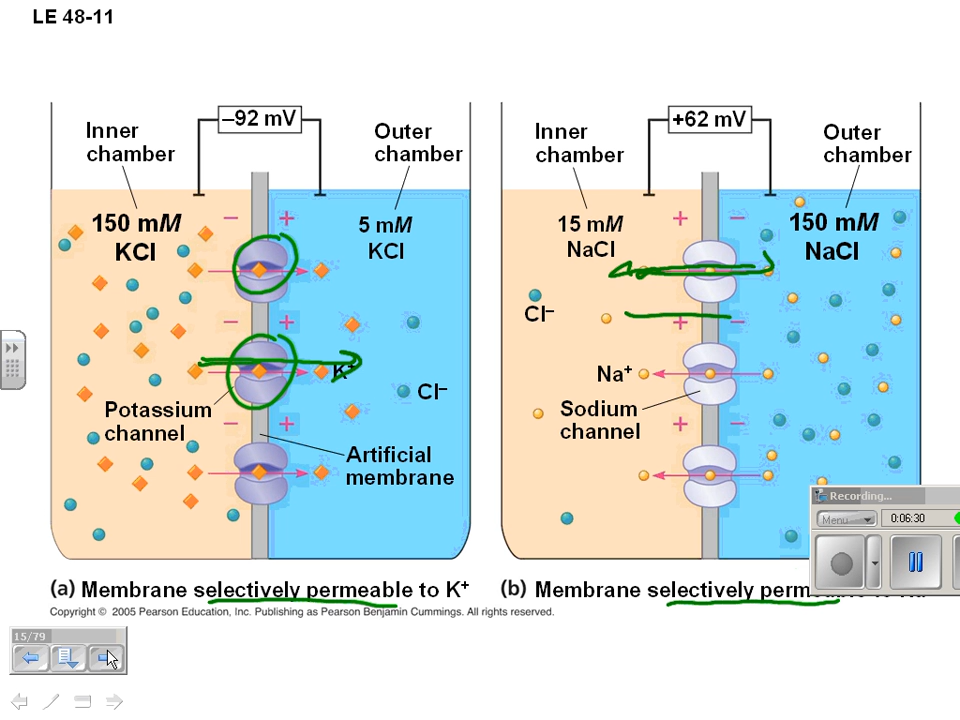 LE 48-11
–92 mV
Inner
chamber
Outer
chamber
150 mM
KCl
5 mM
KCl
K+
Cl–
Potassium
channel
Artificial
membrane
(a) Membrane selectively permeable to K+
+62 mV
Inner
chamber
Outer
chamber
15 mM
NaCl
150 mM
NaCl
Cl–
Na+
Sodium
channel
(b) Membrane selectively
Recording...
Menu
0:06:30
Copyright © 2005 Pearson Education, Inc. Publishing as Pearson Benjamin Cummings. All rights reserved.
15/79